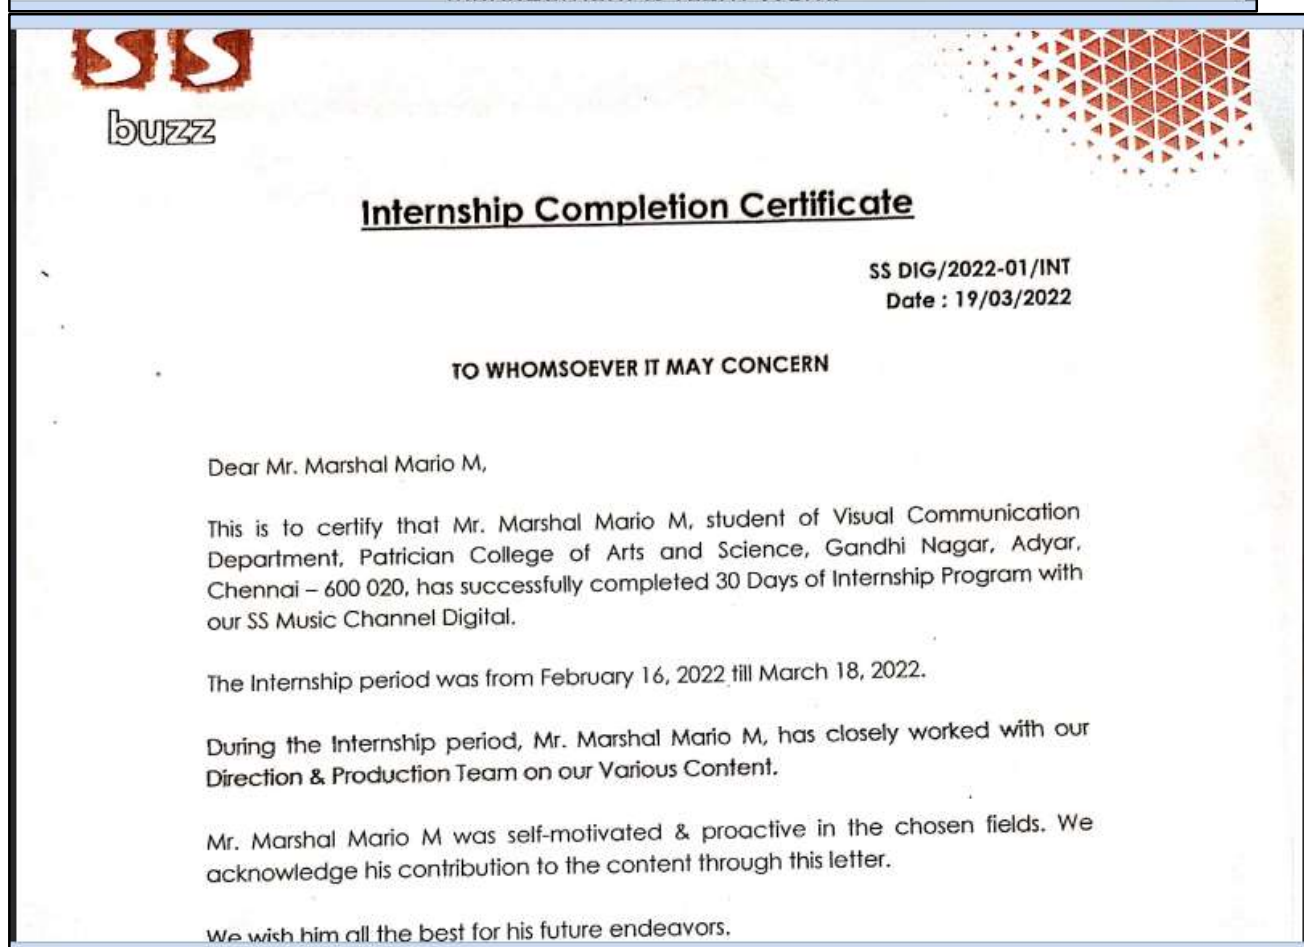 SS
buzz
Internship Completion Certificate
SS DIG/2022-01/INT
Date : 19/03/2022
TO WHOMSOEVER IT MAY CONCERN
Dear Mr. Marshal Mario M,
This is to certify that Mr. Marshal Mario M, student of Visual Communication
Department, Patrician College of Arts and Science, Gandhi Nagar, Adyar,
Chennai – 600 020, has successfully completed 30 Days of Internship Program with
our SS Music Channel Digital.
The Internship period was from February 16, 2022 till March 18, 2022.
During the Internship period, Mr. Marshal Mario M, has closely worked with our
Direction & Production Team on our Various Content.
Mr. Marshal Mario M was self-motivated & proactive in the chosen fields. We
acknowledge his contribution to the content through this letter.
We wish him all the best for his future endeavors.